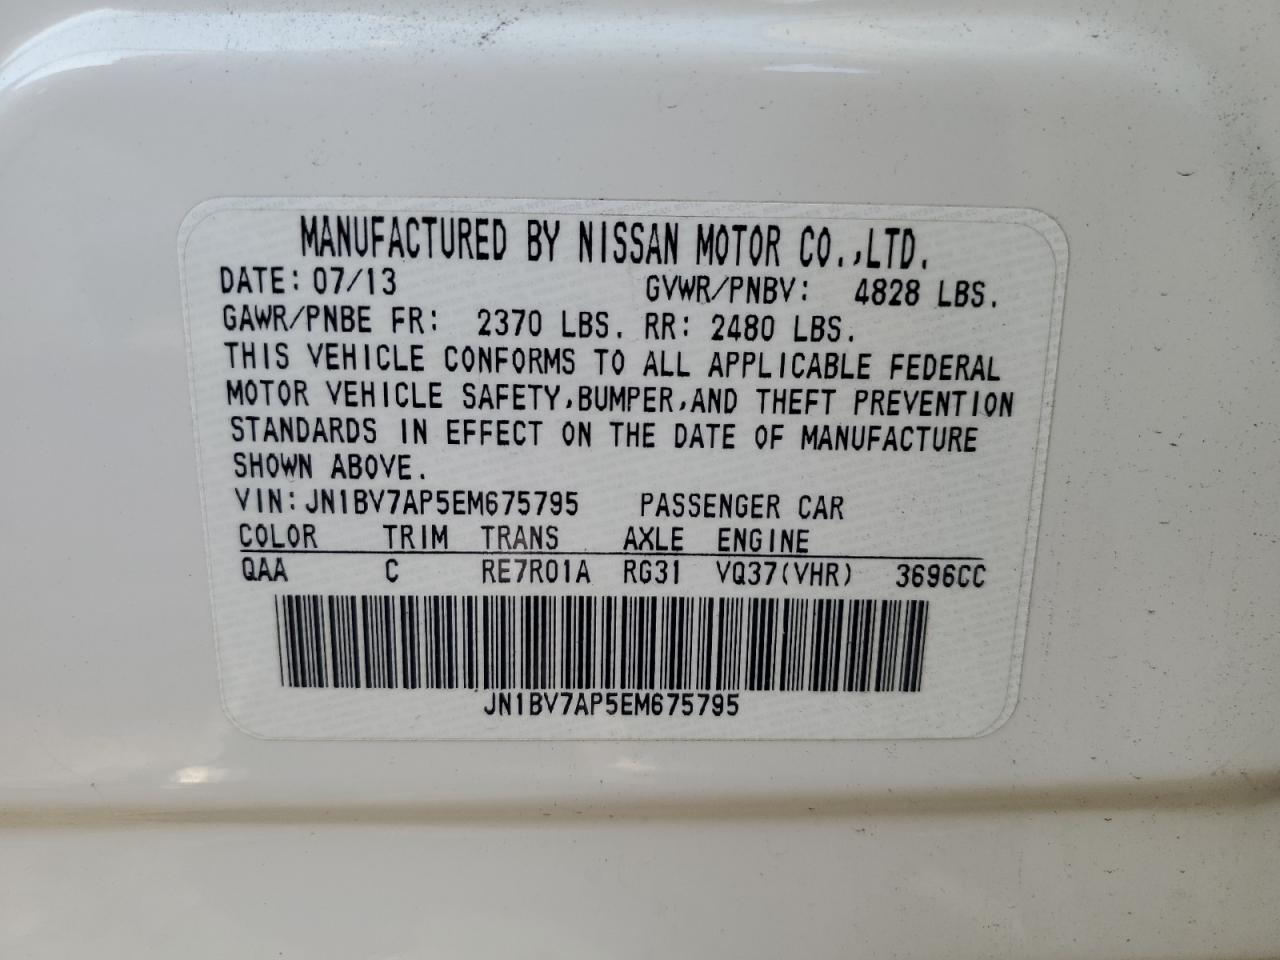 MANUFACTURED BY NISSAN MOTOR CO.,LTD.
DATE: 07/13 GVWR/PNBV: 4828 LBS.
GAWR/PNBE FR: 2370 LBS. RR: 2480 LBS.
THIS VEHICLE CONFORMS TO ALL APPLICABLE FEDERAL
MOTOR VEHICLE SAFETY,BUMPER,AND THEFT PREVENTION
STANDARDS IN EFFECT ON THE DATE OF MANUFACTURE
SHOWN ABOVE.
VIN: JN1BV7AP5EM675795 PASSENGER CAR
COLOR TRIM TRANS AXLE ENGINE
QAA C RE7R01A RG31 VQ37(VHR) 3696CC
JN1BV7AP5EM675795